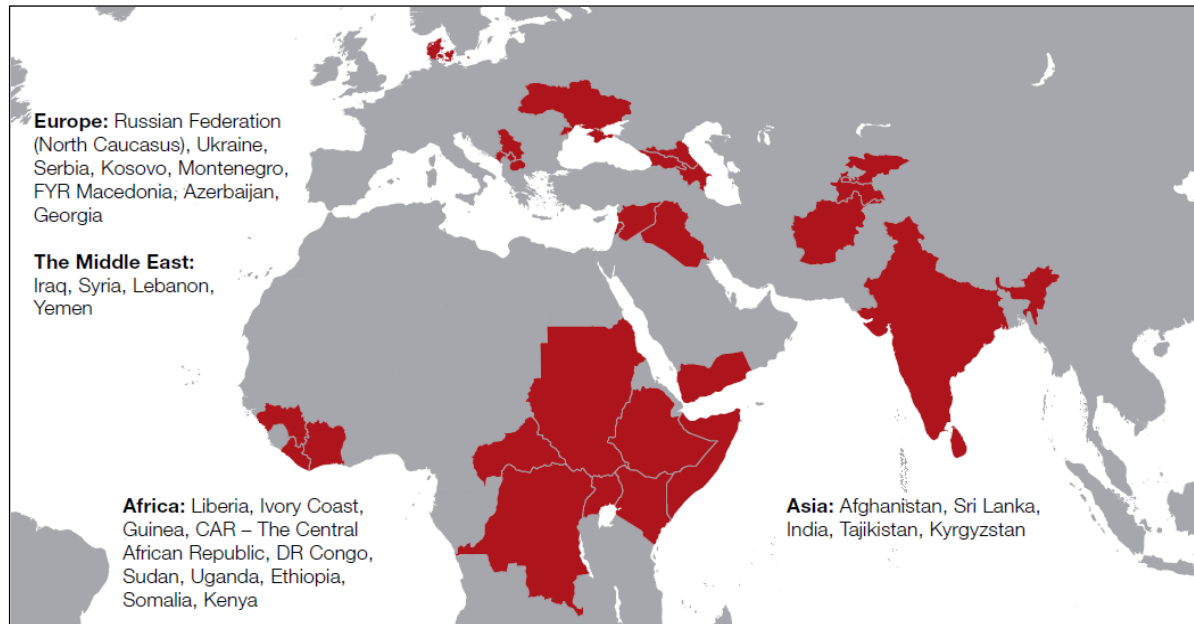 Europe: Russian Federation
(North Caucasus), Ukraine,
Serbia, Kosovo, Montenegro,
FYR Macedonia, Azerbaijan,
Georgia
The Middle East:
Iraq, Syria, Lebanon,
Yemen
Africa: Liberia, Ivory Coast,
Guinea, CAR – The Central
African Republic, DR Congo,
Sudan, Uganda, Ethiopia,
Somalia, Kenya
Asia: Afghanistan, Sri Lanka,
India, Tajikistan, Kyrgyzstan